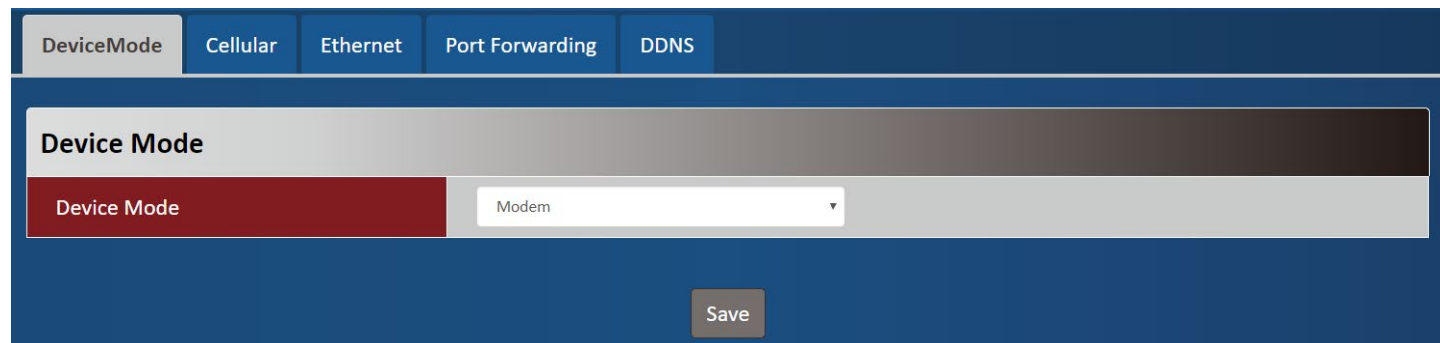 DeviceMode Cellular Ethernet Port Forwarding DDNS
Device Mode
Device Mode Modem
Save